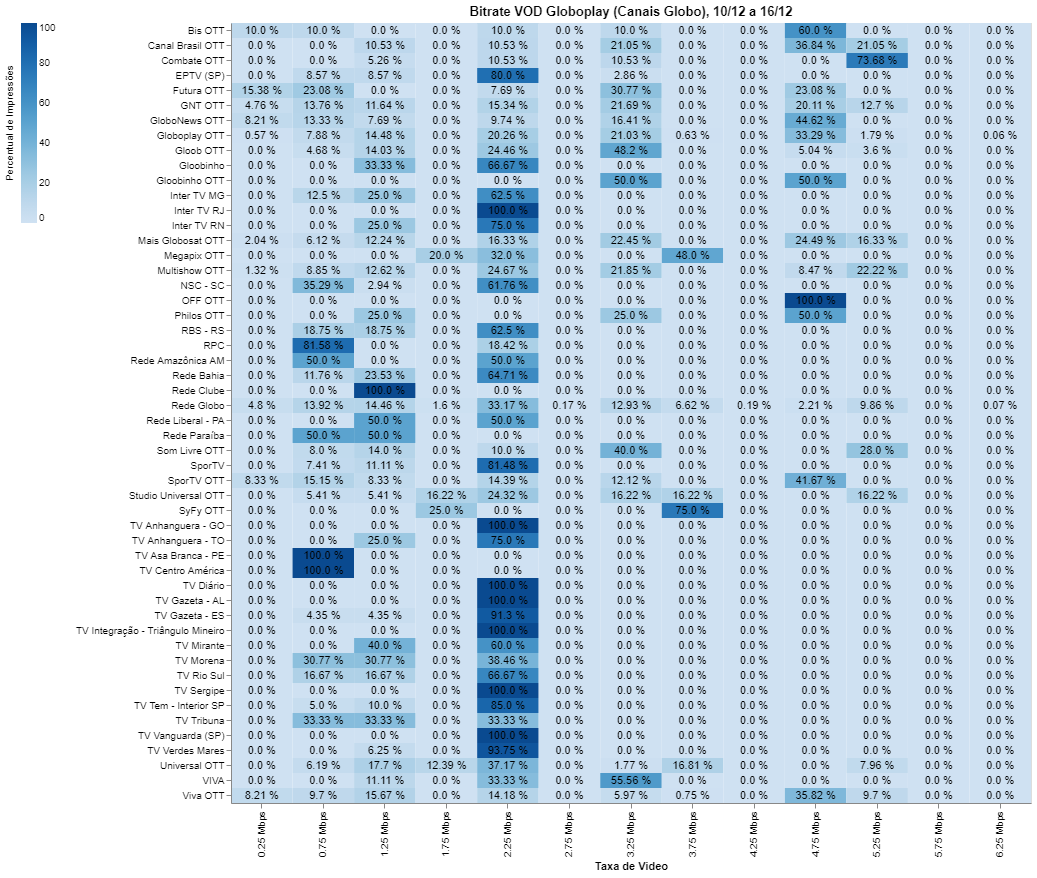 Bitrate VOD Globoplay (Canais Globo), 10/12 a 16/12
100
80
60
40
20
0
Percentual de Impressões
Bis OTT 10.0 % 10.0 % 0.0 % 0.0 % 10.0 % 0.0 % 10.0 % 0.0 % 0.0 % 60.0 % 0.0 % 0.0 % 0.0 %
Canal Brasil OTT 0.0 % 0.0 % 10.53 % 0.0 % 10.53 % 0.0 % 21.05 % 0.0 % 0.0 % 36.84 % 21.05 % 0.0 % 0.0 %
Combate OTT 0.0 % 0.0 % 5.26 % 0.0 % 10.53 % 0.0 % 10.53 % 0.0 % 0.0 % 0.0 % 73.68 % 0.0 % 0.0 %
EPTV (SP) 0.0 % 8.57 % 8.57 % 0.0 % 80.0 % 0.0 % 2.86 % 0.0 % 0.0 % 0.0 % 0.0 % 0.0 % 0.0 %
Futura OTT 15.38 % 23.08 % 0.0 % 0.0 % 7.69 % 0.0 % 30.77 % 0.0 % 0.0 % 23.08 % 0.0 % 0.0 % 0.0 %
GNT OTT 4.76 % 13.76 % 11.64 % 0.0 % 15.34 % 0.0 % 21.69 % 0.0 % 0.0 % 20.11 % 12.7 % 0.0 % 0.0 %
GloboNews OTT 8.21 % 13.33 % 7.69 % 0.0 % 9.74 % 0.0 % 16.41 % 0.0 % 0.0 % 44.62 % 0.0 % 0.0 % 0.0 %
Globoplay OTT 0.57 % 7.88 % 14.48 % 0.0 % 20.26 % 0.0 % 21.03 % 0.63 % 0.0 % 33.29 % 1.79 % 0.0 % 0.06 %
Gloob OTT 0.0 % 4.68 % 14.03 % 0.0 % 24.46 % 0.0 % 48.2 % 0.0 % 0.0 % 5.04 % 3.6 % 0.0 % 0.0 %
Gloobinho 0.0 % 0.0 % 33.33 % 0.0 % 66.67 % 0.0 % 0.0 % 0.0 % 0.0 % 0.0 % 0.0 % 0.0 % 0.0 %
Gloobinho OTT 0.0 % 0.0 % 0.0 % 0.0 % 0.0 % 0.0 % 50.0 % 0.0 % 0.0 % 50.0 % 0.0 % 0.0 % 0.0 %
Inter TV MG 0.0 % 12.5 % 25.0 % 0.0 % 62.5 % 0.0 % 0.0 % 0.0 % 0.0 % 0.0 % 0.0 % 0.0 % 0.0 %
Inter TV RJ 0.0 % 0.0 % 0.0 % 0.0 % 100.0 % 0.0 % 0.0 % 0.0 % 0.0 % 0.0 % 0.0 % 0.0 % 0.0 %
Inter TV RN 0.0 % 0.0 % 25.0 % 0.0 % 75.0 % 0.0 % 0.0 % 0.0 % 0.0 % 0.0 % 0.0 % 0.0 % 0.0 %
Mais Globosat OTT 2.04 % 6.12 % 12.24 % 0.0 % 16.33 % 0.0 % 22.45 % 0.0 % 0.0 % 24.49 % 16.33 % 0.0 % 0.0 %
Megapix OTT 0.0 % 0.0 % 0.0 % 20.0 % 32.0 % 0.0 % 0.0 % 48.0 % 0.0 % 0.0 % 0.0 % 0.0 % 0.0 %
Multishow OTT 1.32 % 8.85 % 12.62 % 0.0 % 24.67 % 0.0 % 21.85 % 0.0 % 0.0 % 8.47 % 22.22 % 0.0 % 0.0 %
NSC - SC 0.0 % 35.29 % 2.94 % 0.0 % 61.76 % 0.0 % 0.0 % 0.0 % 0.0 % 0.0 % 0.0 % 0.0 % 0.0 %
OFF OTT 0.0 % 0.0 % 0.0 % 0.0 % 0.0 % 0.0 % 0.0 % 0.0 % 0.0 % 100.0 % 0.0 % 0.0 % 0.0 %
Philos OTT 0.0 % 0.0 % 25.0 % 0.0 % 0.0 % 0.0 % 25.0 % 0.0 % 0.0 % 50.0 % 0.0 % 0.0 % 0.0 %
RBS - RS 0.0 % 18.75 % 18.75 % 0.0 % 62.5 % 0.0 % 0.0 % 0.0 % 0.0 % 0.0 % 0.0 % 0.0 % 0.0 %
RPC 0.0 % 81.58 % 0.0 % 0.0 % 18.42 % 0.0 % 0.0 % 0.0 % 0.0 % 0.0 % 0.0 % 0.0 % 0.0 %
Rede Amazônica AM 0.0 % 50.0 % 0.0 % 0.0 % 50.0 % 0.0 % 0.0 % 0.0 % 0.0 % 0.0 % 0.0 % 0.0 % 0.0 %
Rede Bahia 0.0 % 11.76 % 23.53 % 0.0 % 64.71 % 0.0 % 0.0 % 0.0 % 0.0 % 0.0 % 0.0 % 0.0 % 0.0 %
Rede Clube 0.0 % 0.0 % 100.0 % 0.0 % 0.0 % 0.0 % 0.0 % 0.0 % 0.0 % 0.0 % 0.0 % 0.0 % 0.0 %
Rede Globo 4.8 % 13.92 % 14.46 % 1.6 % 33.17 % 0.17 % 12.93 % 6.62 % 0.19 % 2.21 % 9.86 % 0.0 % 0.07 %
Rede Liberal - PA 0.0 % 0.0 % 50.0 % 0.0 % 50.0 % 0.0 % 0.0 % 0.0 % 0.0 % 0.0 % 0.0 % 0.0 % 0.0 %
Rede Paraíba 0.0 % 50.0 % 50.0 % 0.0 % 0.0 % 0.0 % 0.0 % 0.0 % 0.0 % 0.0 % 0.0 % 0.0 % 0.0 %
Som Livre OTT 0.0 % 8.0 % 14.0 % 0.0 % 10.0 % 0.0 % 40.0 % 0.0 % 0.0 % 0.0 % 28.0 % 0.0 % 0.0 %
SporTV 0.0 % 7.41 % 11.11 % 0.0 % 81.48 % 0.0 % 0.0 % 0.0 % 0.0 % 0.0 % 0.0 % 0.0 % 0.0 %
SporTV OTT 8.33 % 15.15 % 8.33 % 0.0 % 14.39 % 0.0 % 12.12 % 0.0 % 0.0 % 41.67 % 0.0 % 0.0 % 0.0 %
Studio Universal OTT 0.0 % 5.41 % 5.41 % 16.22 % 24.32 % 0.0 % 16.22 % 16.22 % 0.0 % 0.0 % 16.22 % 0.0 % 0.0 %
SyFy OTT 0.0 % 0.0 % 0.0 % 25.0 % 0.0 % 0.0 % 0.0 % 75.0 % 0.0 % 0.0 % 0.0 % 0.0 % 0.0 %
TV Anhanguera - GO 0.0 % 0.0 % 0.0 % 0.0 % 100.0 % 0.0 % 0.0 % 0.0 % 0.0 % 0.0 % 0.0 % 0.0 % 0.0 %
TV Anhanguera - TO 0.0 % 0.0 % 25.0 % 0.0 % 75.0 % 0.0 % 0.0 % 0.0 % 0.0 % 0.0 % 0.0 % 0.0 % 0.0 %
TV Asa Branca - PE 0.0 % 100.0 % 0.0 % 0.0 % 0.0 % 0.0 % 0.0 % 0.0 % 0.0 % 0.0 % 0.0 % 0.0 % 0.0 %
TV Centro América 0.0 % 100.0 % 0.0 % 0.0 % 0.0 % 0.0 % 0.0 % 0.0 % 0.0 % 0.0 % 0.0 % 0.0 % 0.0 %
TV Diário 0.0 % 0.0 % 0.0 % 0.0 % 100.0 % 0.0 % 0.0 % 0.0 % 0.0 % 0.0 % 0.0 % 0.0 % 0.0 %
TV Gazeta - AL 0.0 % 0.0 % 0.0 % 0.0 % 100.0 % 0.0 % 0.0 % 0.0 % 0.0 % 0.0 % 0.0 % 0.0 % 0.0 %
TV Gazeta - ES 0.0 % 4.35 % 4.35 % 0.0 % 91.3 % 0.0 % 0.0 % 0.0 % 0.0 % 0.0 % 0.0 % 0.0 % 0.0 %
TV Integração - Triângulo Mineiro 0.0 % 0.0 % 0.0 % 0.0 % 100.0 % 0.0 % 0.0 % 0.0 % 0.0 % 0.0 % 0.0 % 0.0 % 0.0 %
TV Mirante 0.0 % 0.0 % 40.0 % 0.0 % 60.0 % 0.0 % 0.0 % 0.0 % 0.0 % 0.0 % 0.0 % 0.0 % 0.0 %
TV Morena 0.0 % 30.77 % 30.77 % 0.0 % 38.46 % 0.0 % 0.0 % 0.0 % 0.0 % 0.0 % 0.0 % 0.0 % 0.0 %
TV Rio Sul 0.0 % 16.67 % 16.67 % 0.0 % 66.67 % 0.0 % 0.0 % 0.0 % 0.0 % 0.0 % 0.0 % 0.0 % 0.0 %
TV Sergipe 0.0 % 0.0 % 0.0 % 0.0 % 100.0 % 0.0 % 0.0 % 0.0 % 0.0 % 0.0 % 0.0 % 0.0 % 0.0 %
TV Tem - Interior SP 0.0 % 5.0 % 10.0 % 0.0 % 85.0 % 0.0 % 0.0 % 0.0 % 0.0 % 0.0 % 0.0 % 0.0 % 0.0 %
TV Tribuna 0.0 % 33.33 % 33.33 % 0.0 % 33.33 % 0.0 % 0.0 % 0.0 % 0.0 % 0.0 % 0.0 % 0.0 % 0.0 %
TV Vanguarda (SP) 0.0 % 0.0 % 0.0 % 0.0 % 100.0 % 0.0 % 0.0 % 0.0 % 0.0 % 0.0 % 0.0 % 0.0 % 0.0 %
TV Verdes Mares 0.0 % 0.0 % 6.25 % 0.0 % 93.75 % 0.0 % 0.0 % 0.0 % 0.0 % 0.0 % 0.0 % 0.0 % 0.0 %
Universal OTT 0.0 % 6.19 % 17.7 % 12.39 % 37.17 % 0.0 % 1.77 % 16.81 % 0.0 % 0.0 % 7.96 % 0.0 % 0.0 %
VIVA 0.0 % 0.0 % 11.11 % 0.0 % 33.33 % 0.0 % 55.56 % 0.0 % 0.0 % 0.0 % 0.0 % 0.0 % 0.0 %
Viva OTT 8.21 % 9.7 % 15.67 % 0.0 % 14.18 % 0.0 % 5.97 % 0.75 % 0.0 % 35.82 % 9.7 % 0.0 % 0.0 %
0.25 Mbps 0.75 Mbps 1.25 Mbps 1.75 Mbps 2.25 Mbps 2.75 Mbps 3.25 Mbps 3.75 Mbps 4.25 Mbps 4.75 Mbps 5.25 Mbps 5.75 Mbps 6.25 Mbps
Taxa de Vídeo